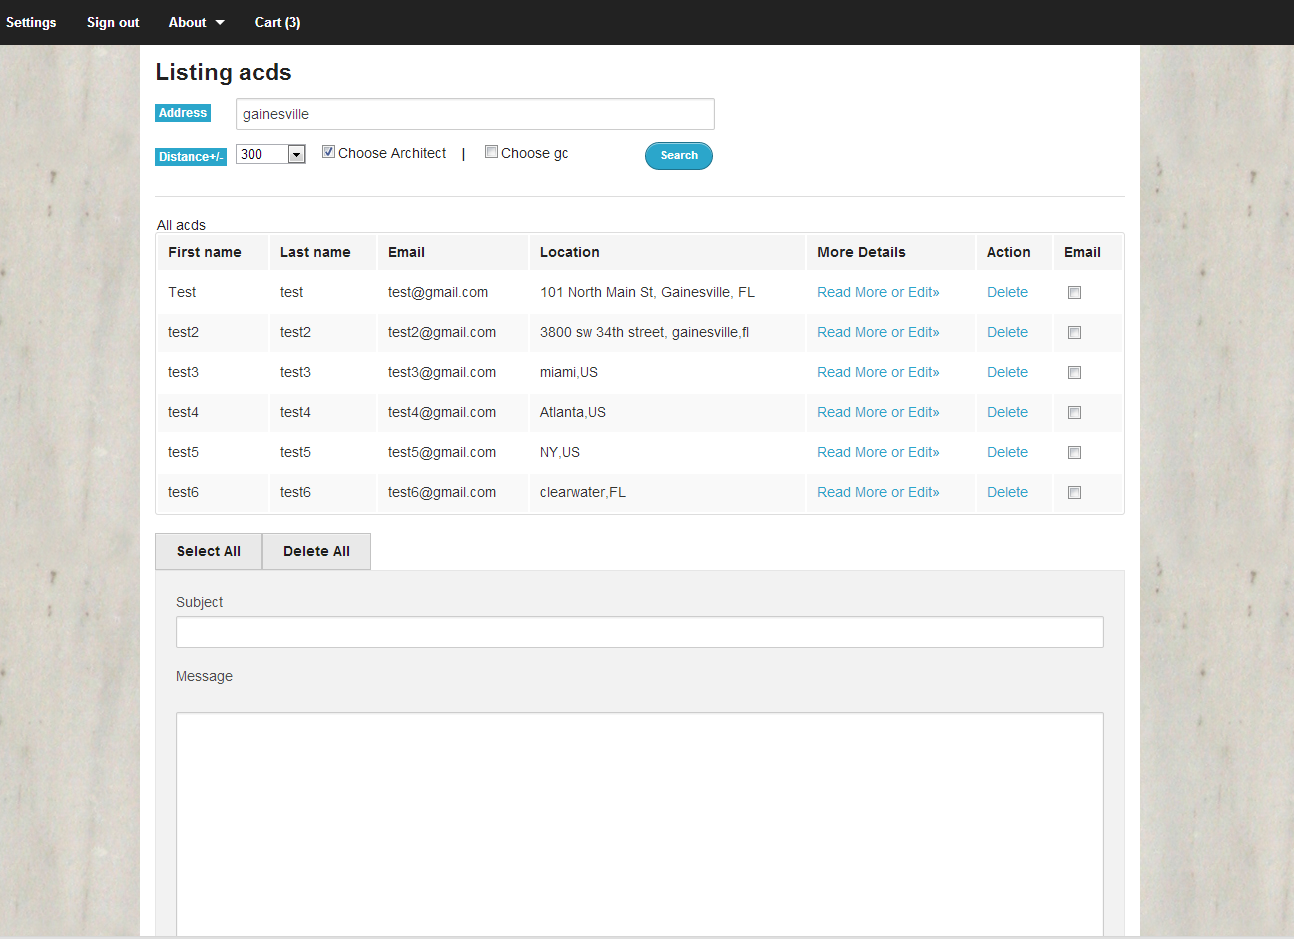 Settings Sign out About Cart (3)
Listing acds
Address gainesville
Distance+/- 300 Choose Architect | Choose gc Search
All acds
First name Last name Email Location More Details Action Email
Test test test@gmail.com 101 North Main St, Gainesville, FL Read More or Edit» Delete
test2 test2 test2@gmail.com 3800 sw 34th street, gainesville,fl Read More or Edit» Delete
test3 test3 test3@gmail.com miami,US Read More or Edit» Delete
test4 test4 test4@gmail.com Atlanta,US Read More or Edit» Delete
test5 test5 test5@gmail.com NY,US Read More or Edit» Delete
test6 test6 test6@gmail.com clearwater,FL Read More or Edit» Delete
Select All Delete All
Subject
Message